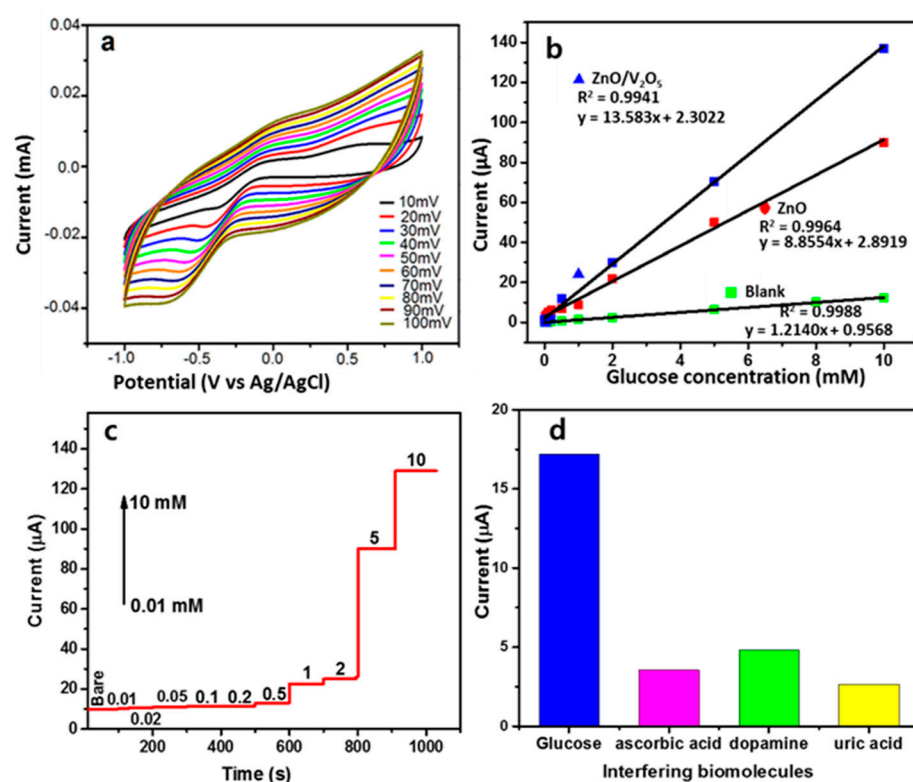 a
0.04
0.02
0.0
-0.02
-0.04
Current (mA)
10mV
20mV
30mV
40mV
50mV
60mV
70mV
80mV
90mV
100mV
-1.0 -0.5 0.0 0.5 1.0
Potential (V vs Ag/AgCl)
b
140
120
100
80
60
40
20
0
Current (µA)
ZnO/V₂O₅
R² = 0.9941
y = 13.583x + 2.3022
ZnO
R² = 0.9964
y = 8.8554x + 2.8919
Blank
R² = 0.9988
y = 1.2140x + 0.9568
0 2 4 6 8 10
Glucose concentration (mM)
c
140
120
100
80
60
40
20
0
Current (µA)
10 mM
0.01 mM
Bare
0.01
0.02
0.05
0.1
0.2
0.5
1
2
5
10
200 400 600 800 1000
Time (s)
d
20
15
10
5
0
Current (µA)
Glucose ascorbic acid dopamine uric acid
Interfering biomolecules